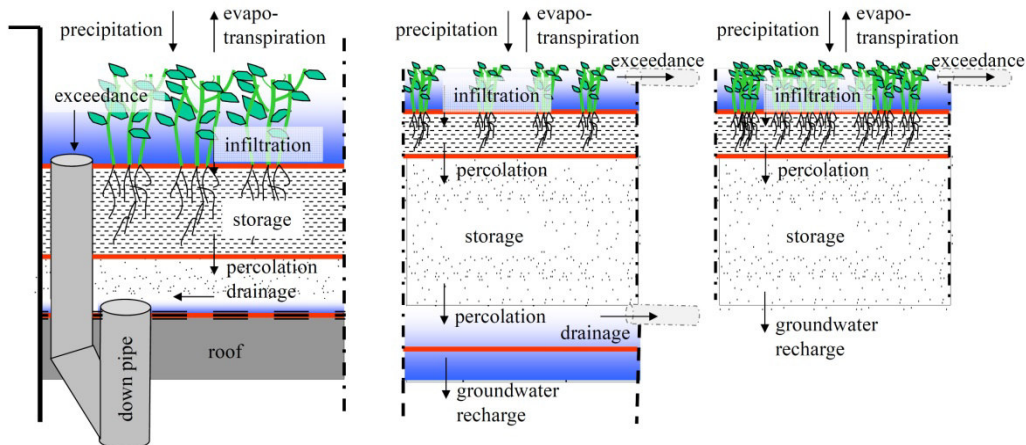 precipitation
evapo-
transpiration
exceedance
infiltration
storage
percolation
drainage
roof
down pipe
precipitation
evapo-
transpiration
exceedance
infiltration
percolation
storage
percolation
drainage
groundwater
recharge
precipitation
evapo-
transpiration
exceedance
infiltration
percolation
storage
groundwater
recharge